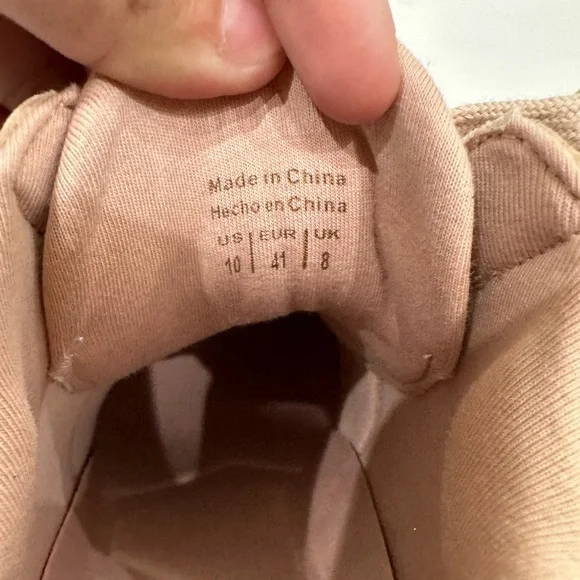 Made in China
Hecho en China
US | EUR | UK
10 | 41 | 8